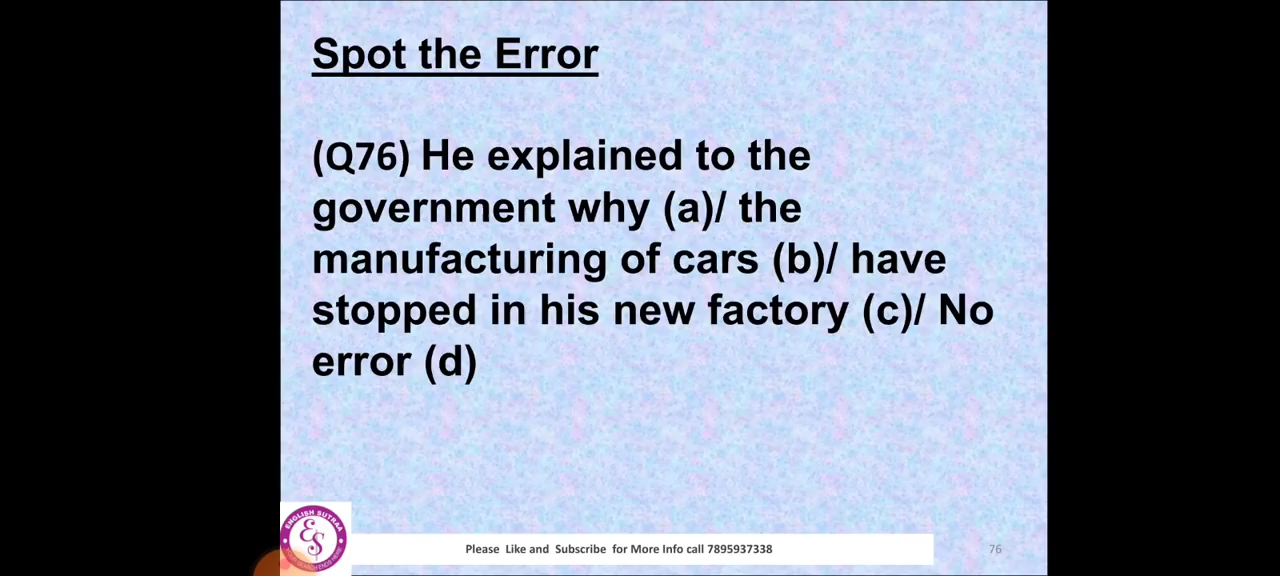 Spot the Error
(Q76) He explained to the
government why (a)/ the
manufacturing of cars (b)/ have
stopped in his new factory (c)/ No
error (d)
ENGLISH SUTRAA
ES
Please Like and Subscribe for More Info call 7895937338
76